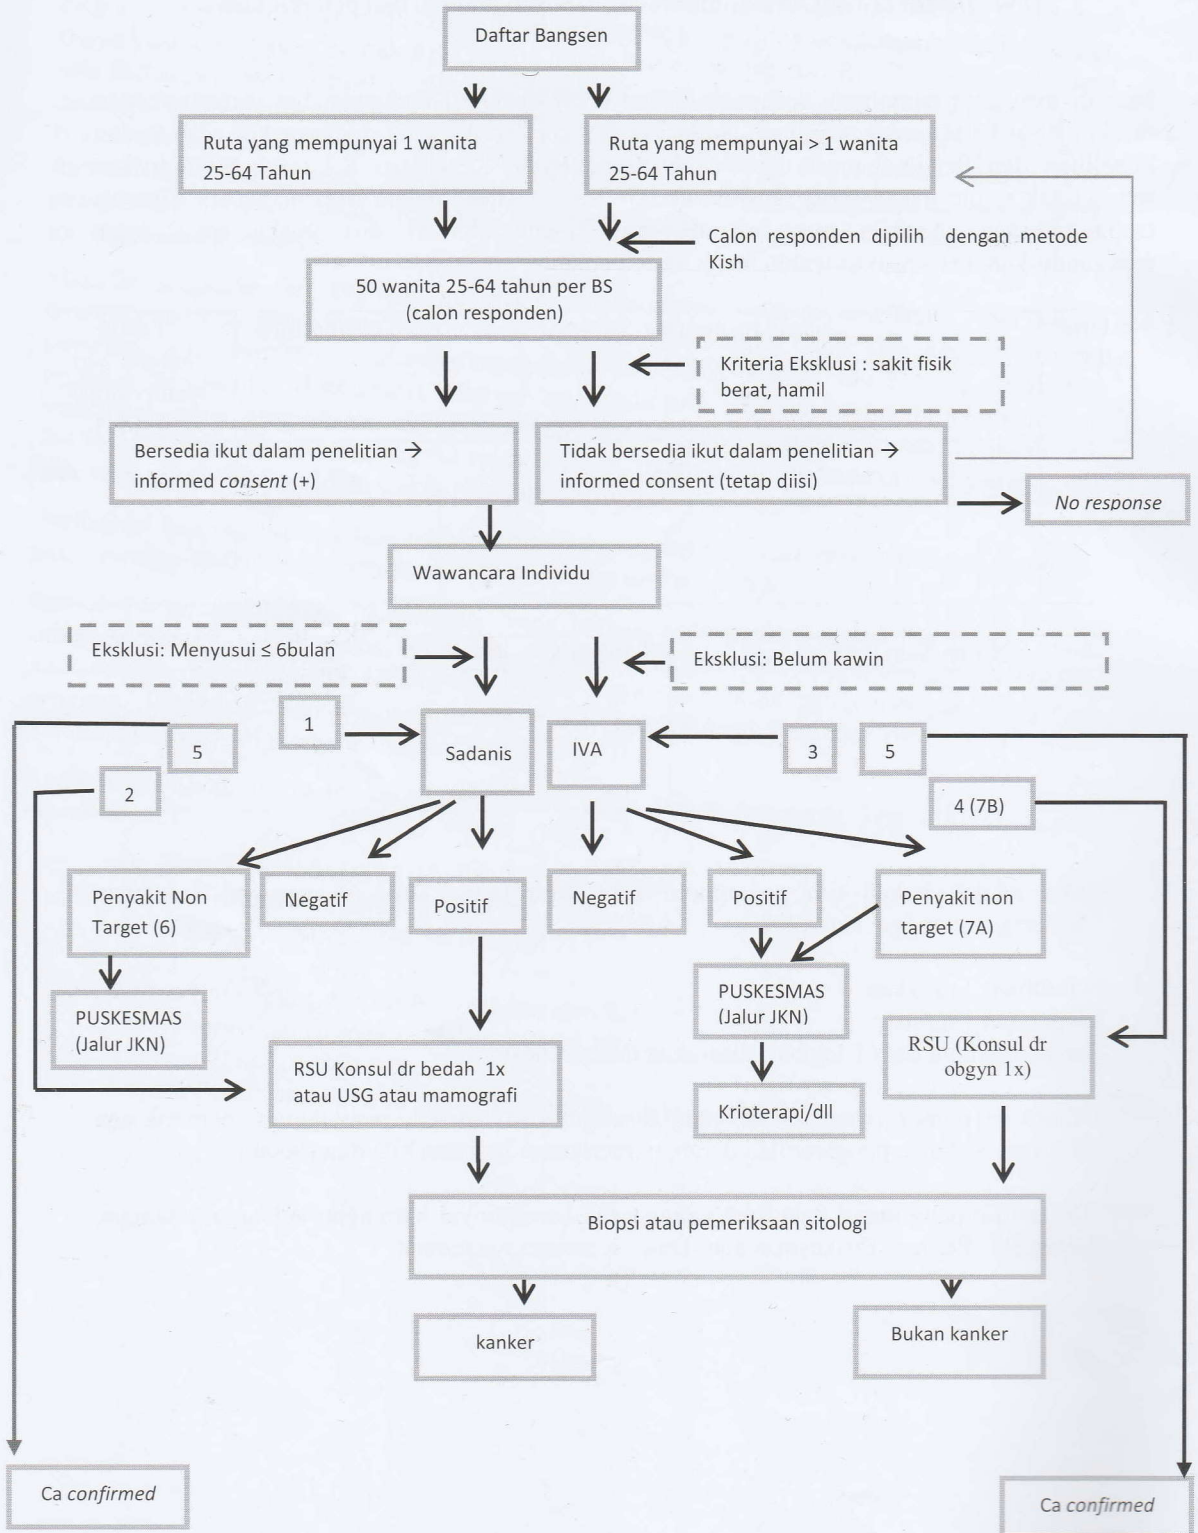 Daftar Bangsen
Ruta yang mempunyai 1 wanita
25-64 Tahun
Ruta yang mempunyai > 1 wanita
25-64 Tahun
Calon responden dipilih dengan metode
Kish
50 wanita 25-64 tahun per BS
(calon responden)
Kriteria Eksklusi : sakit fisik
berat, hamil
Bersedia ikut dalam penelitian →
informed consent (+)
Tidak bersedia ikut dalam penelitian →
informed consent (tetap diisi)
No response
Wawancara Individu
Eksklusi: Menyusui ≤ 6bulan
Eksklusi: Belum kawin
1
5
2
Sadanis
IVA
3
5
4 (7B)
Penyakit Non
Target (6)
Negatif
Positif
Negatif
Positif
Penyakit non
target (7A)
PUSKESMAS
(Jalur JKN)
PUSKESMAS
(Jalur JKN)
RSU Konsul dr bedah 1x
atau USG atau mamografi
RSU (Konsul dr
obgyn 1x)
Krioterapi/dll
Biopsi atau pemeriksaan sitologi
kanker
Bukan kanker
Ca confirmed
Ca confirmed